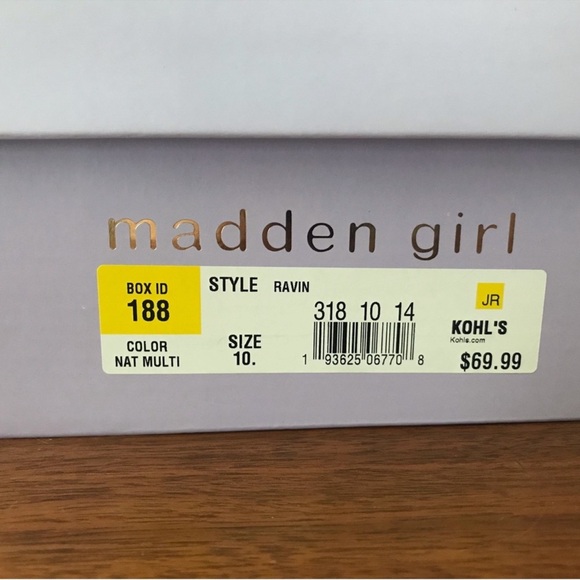 madden girl
BOX ID
188
STYLE RAVIN
318 10 14
JR
COLOR
NAT MULTI
SIZE
10.
1 93625 06770 8
KOHL'S
Kohls.com
$69.99